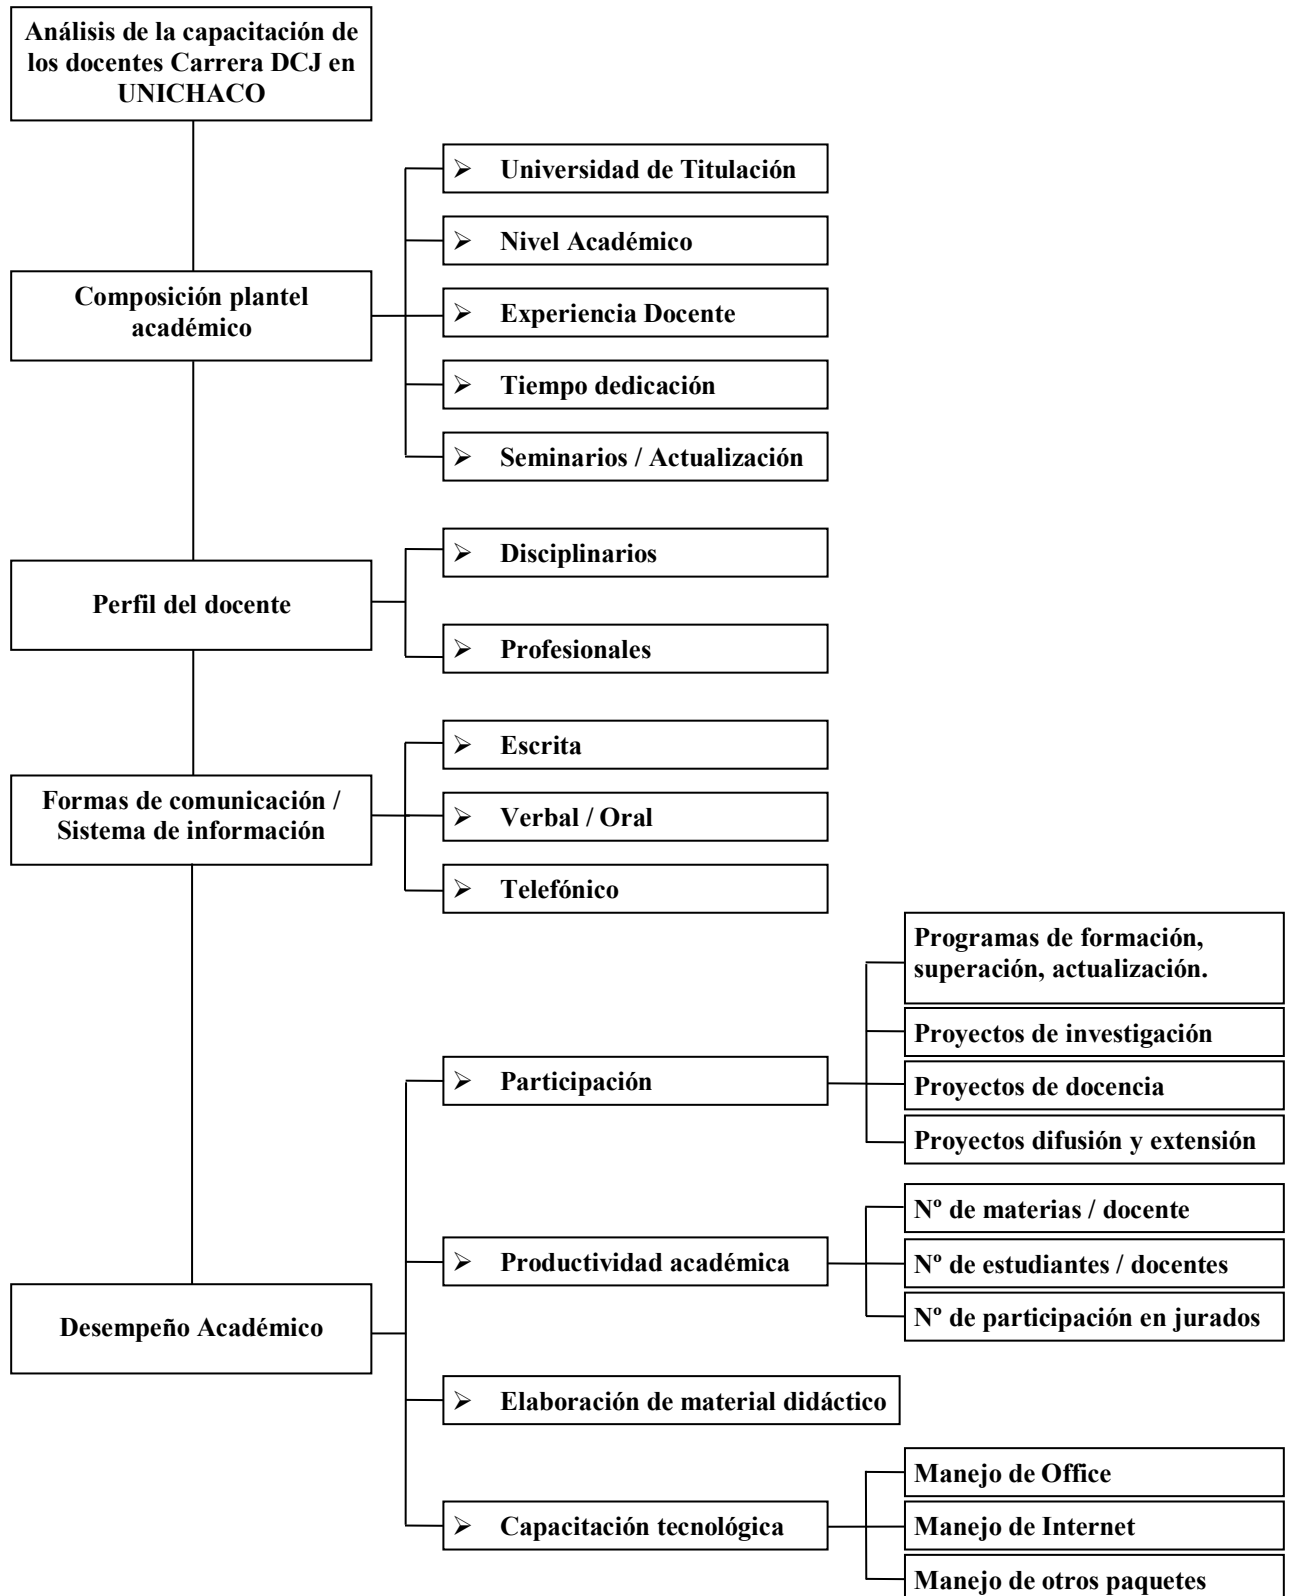 Análisis de la capacitación de
los docentes Carrera DCJ en
UNICHACO
➢ Universidad de Titulación
➢ Nivel Académico
Composición plantel
académico
➢ Experiencia Docente
➢ Tiempo dedicación
➢ Seminarios / Actualización
➢ Disciplinarios
Perfil del docente
➢ Profesionales
➢ Escrita
Formas de comunicación /
Sistema de información
➢ Verbal / Oral
➢ Telefónico
Programas de formación,
superación, actualización.
Proyectos de investigación
➢ Participación
Proyectos de docencia
Proyectos difusión y extensión
Nº de materias / docente
➢ Productividad académica
Nº de estudiantes / docentes
Nº de participación en jurados
Desempeño Académico
➢ Elaboración de material didáctico
Manejo de Office
➢ Capacitación tecnológica
Manejo de Internet
Manejo de otros paquetes